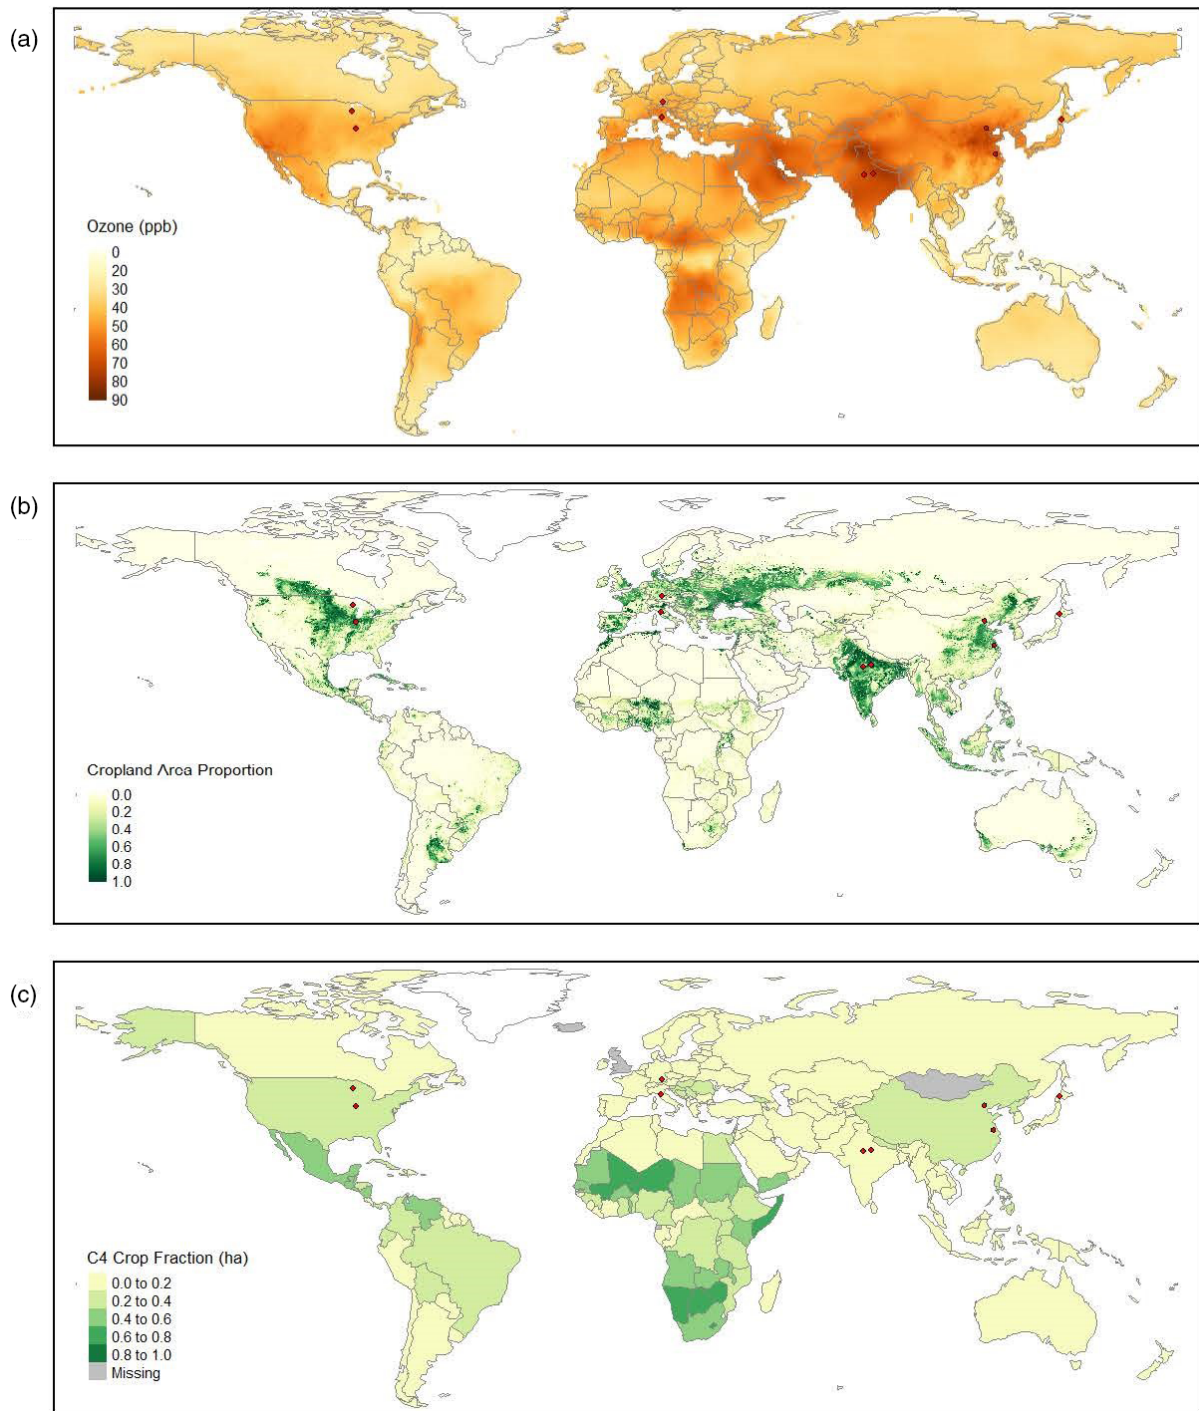 (a)
Ozone (ppb)
0
20
30
40
50
60
70
80
90
(b)
Cropland Area Proportion
0.0
0.2
0.4
0.6
0.8
1.0
(c)
C4 Crop Fraction (ha)
0.0 to 0.2
0.2 to 0.4
0.4 to 0.6
0.6 to 0.8
0.8 to 1.0
Missing